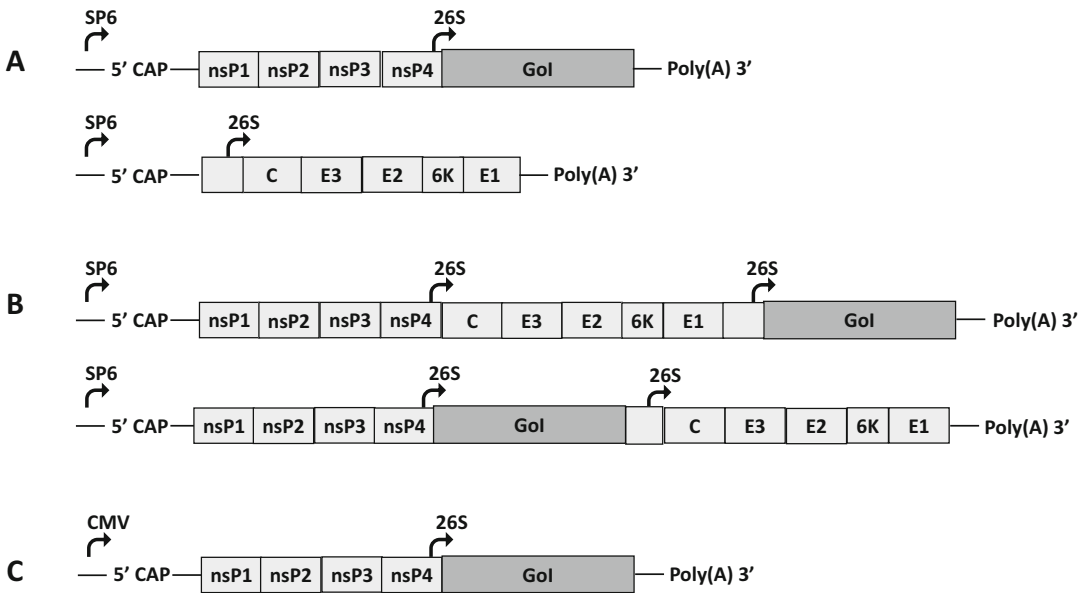 SP6 26S
A 5’ CAP nsP1 nsP2 nsP3 nsP4 GoI Poly(A) 3’
SP6 26S
5’ CAP C E3 E2 6K E1 Poly(A) 3’
SP6 26S 26S
B 5’ CAP nsP1 nsP2 nsP3 nsP4 C E3 E2 6K E1 GoI Poly(A) 3’
SP6 26S 26S
5’ CAP nsP1 nsP2 nsP3 nsP4 GoI C E3 E2 6K E1 Poly(A) 3’
CMV 26S
C 5’ CAP nsP1 nsP2 nsP3 nsP4 GoI Poly(A) 3’